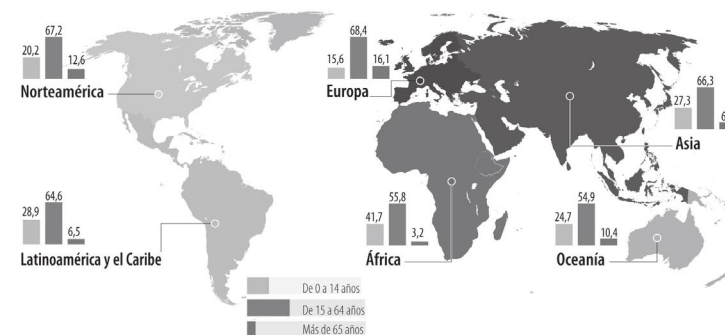 67,2
20,2
12,6
Norteamérica
68,4
15,6
16,1
Europa
66,3
27,3
Asia
64,6
28,9
6,5
Latinoamérica y el Caribe
55,8
41,7
3,2
África
54,9
24,7
10,4
Oceanía
De 0 a 14 años
De 15 a 64 años
Más de 65 años